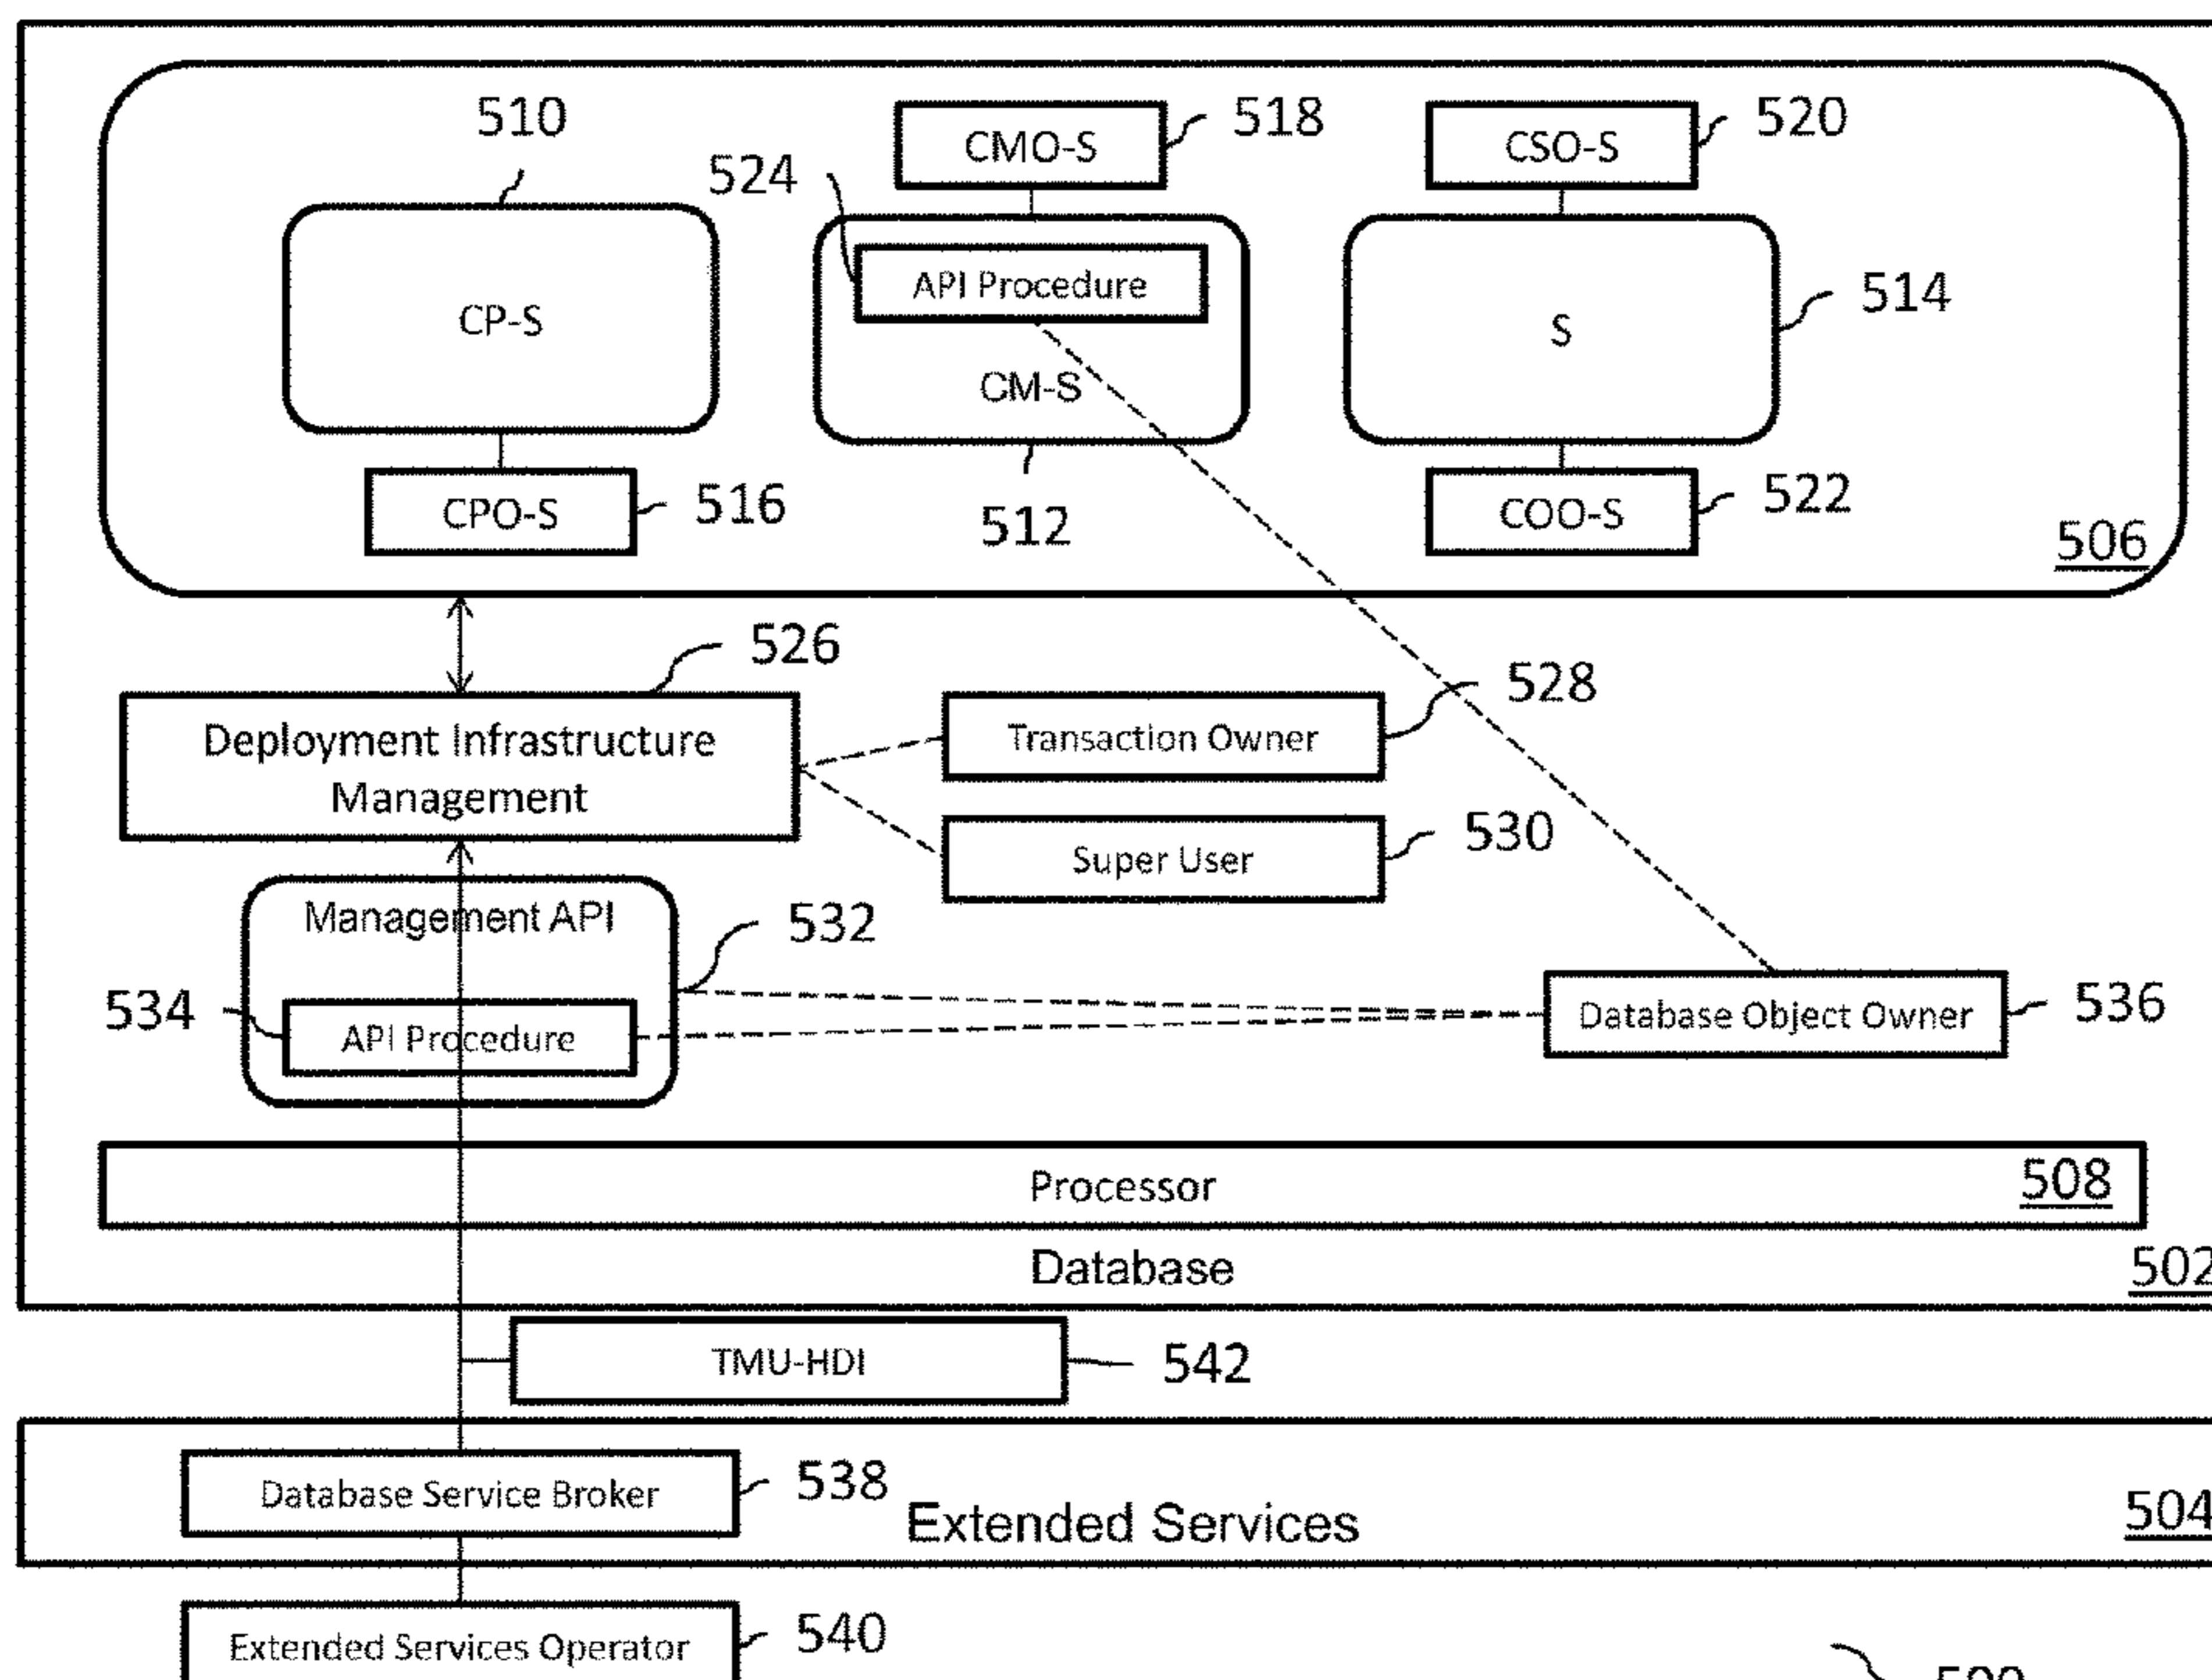 510
518
520
CMO-S
CSO-S
524
API Procedure
CP-S
514
S
CM-S
CPO-S
516
512
COO-S
522
506
526
528
Deployment Infrastructure
Management
Transaction Owner
530
Super User
Management API
532
534
API Procedure
Database Object Owner
536
Processor
508
Database
502
TMU-HDI
542
Database Service Broker
538
Extended Services
504
Extended Services Operator
540